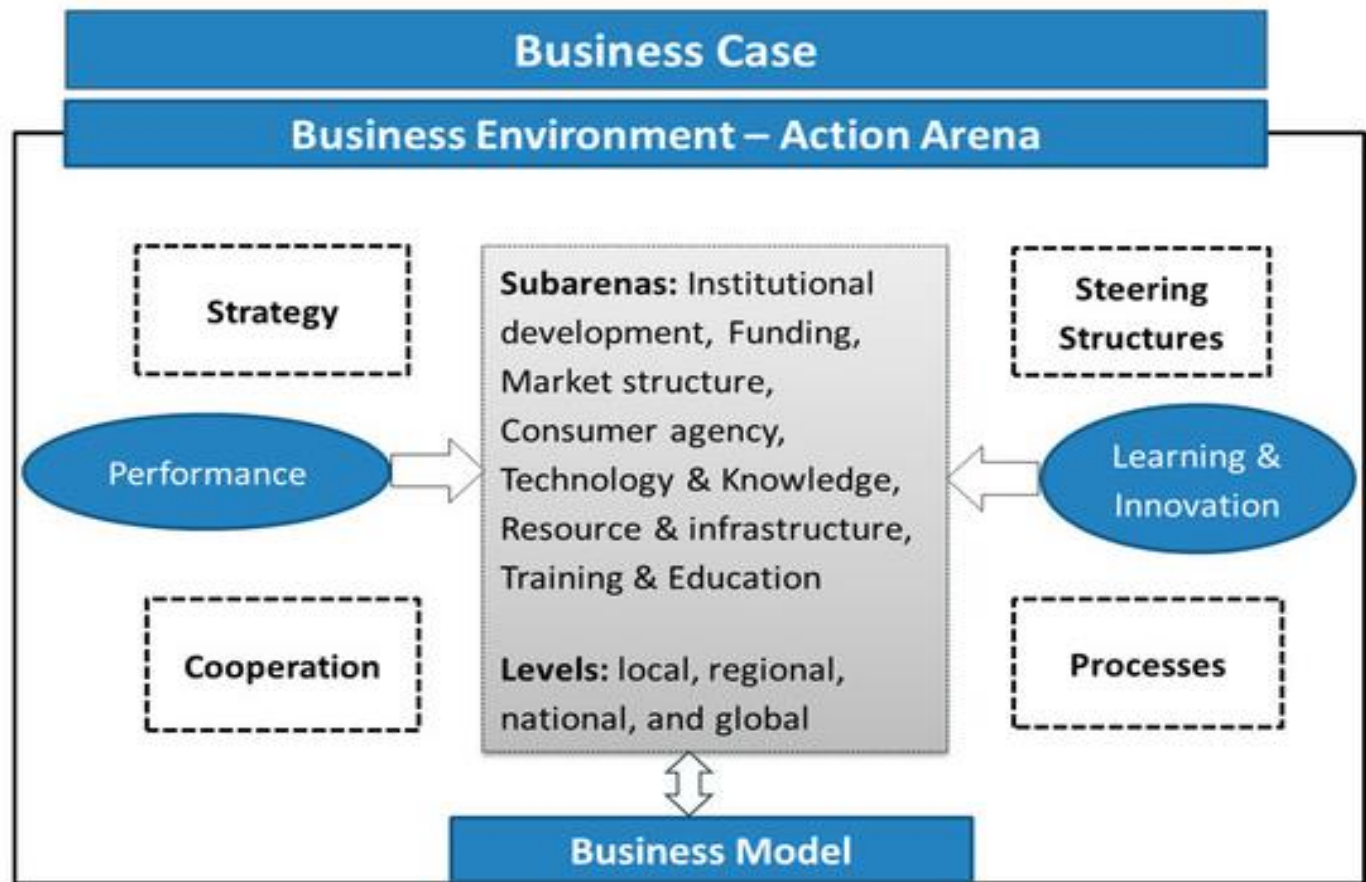 Business Case
Business Environment – Action Arena
Strategy
Subarenas: Institutional
development, Funding,
Market structure,
Consumer agency,
Technology & Knowledge,
Resource & infrastructure,
Training & Education
Levels: local, regional,
national, and global
Steering
Structures
Performance
Learning &
Innovation
Cooperation
Processes
Business Model